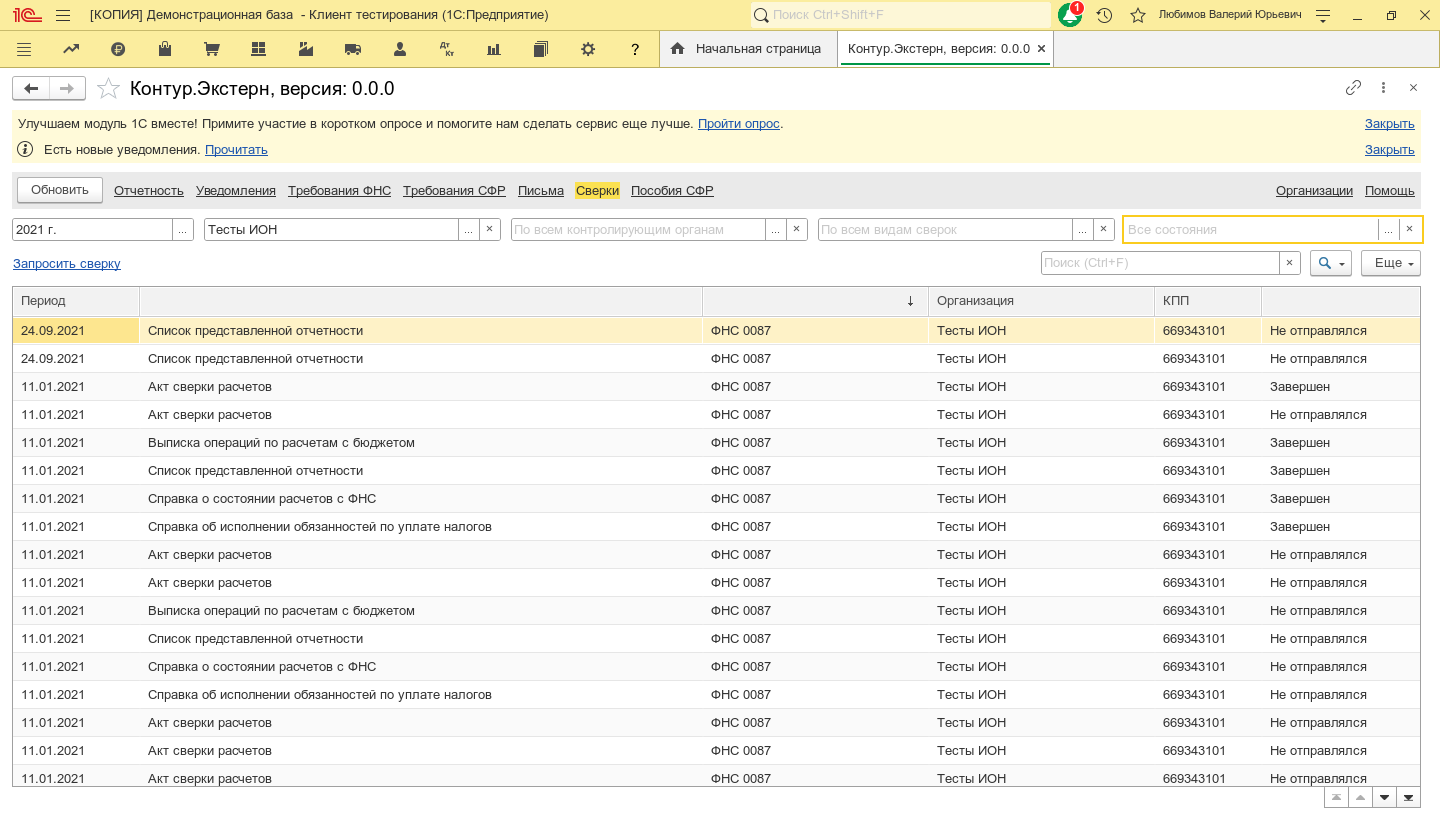 [КОПИЯ] Демонстрационная база - Клиент тестирования (1С:Предприятие) Поиск Ctrl+Shift+F 1 Любимов Валерий Юрьевич
Дт Кт ? Начальная страница Контур.Экстерн, версия: 0.0.0 ×
Контур.Экстерн, версия: 0.0.0
Улучшаем модуль 1С вместе! Примите участие в коротком опросе и помогите нам сделать сервис еще лучше. Пройти опрос. Закрыть
Есть новые уведомления. Прочитать Закрыть
Обновить Отчетность Уведомления Требования ФНС Требования СФР Письма Сверки Пособия СФР Организации Помощь
2021 г. ... Тесты ИОН ... × По всем контролирующим органам ... × По всем видам сверок ... × Все состояния ... ×
Запросить сверку Поиск (Ctrl+F) × Еще
Период ↓ Организация КПП
24.09.2021 Список представленной отчетности ФНС 0087 Тесты ИОН 669343101 Не отправлялся
24.09.2021 Список представленной отчетности ФНС 0087 Тесты ИОН 669343101 Не отправлялся
11.01.2021 Акт сверки расчетов ФНС 0087 Тесты ИОН 669343101 Завершен
11.01.2021 Акт сверки расчетов ФНС 0087 Тесты ИОН 669343101 Не отправлялся
11.01.2021 Выписка операций по расчетам с бюджетом ФНС 0087 Тесты ИОН 669343101 Завершен
11.01.2021 Список представленной отчетности ФНС 0087 Тесты ИОН 669343101 Завершен
11.01.2021 Справка о состоянии расчетов с ФНС ФНС 0087 Тесты ИОН 669343101 Завершен
11.01.2021 Справка об исполнении обязанностей по уплате налогов ФНС 0087 Тесты ИОН 669343101 Завершен
11.01.2021 Акт сверки расчетов ФНС 0087 Тесты ИОН 669343101 Не отправлялся
11.01.2021 Акт сверки расчетов ФНС 0087 Тесты ИОН 669343101 Не отправлялся
11.01.2021 Выписка операций по расчетам с бюджетом ФНС 0087 Тесты ИОН 669343101 Не отправлялся
11.01.2021 Список представленной отчетности ФНС 0087 Тесты ИОН 669343101 Не отправлялся
11.01.2021 Справка о состоянии расчетов с ФНС ФНС 0087 Тесты ИОН 669343101 Не отправлялся
11.01.2021 Справка об исполнении обязанностей по уплате налогов ФНС 0087 Тесты ИОН 669343101 Не отправлялся
11.01.2021 Акт сверки расчетов ФНС 0087 Тесты ИОН 669343101 Не отправлялся
11.01.2021 Акт сверки расчетов ФНС 0087 Тесты ИОН 669343101 Не отправлялся
11.01.2021 Акт сверки расчетов ФНС 0087 Тесты ИОН 669343101 Не отправлялся